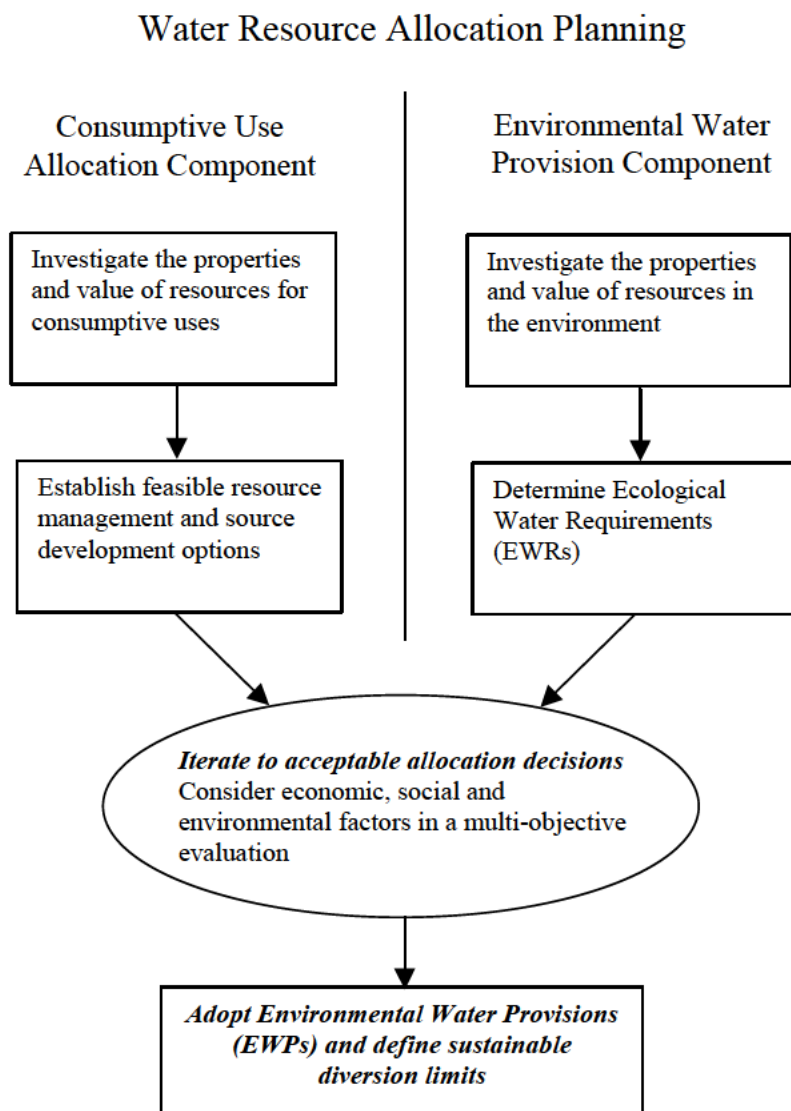 Water Resource Allocation Planning
Consumptive Use
Allocation Component
Environmental Water
Provision Component
Investigate the properties
and value of resources for
consumptive uses
Investigate the properties
and value of resources in
the environment
Establish feasible resource
management and source
development options
Determine Ecological
Water Requirements
(EWRs)
Iterate to acceptable allocation decisions
Consider economic, social and
environmental factors in a multi-objective
evaluation
Adopt Environmental Water Provisions
(EWPs) and define sustainable
diversion limits